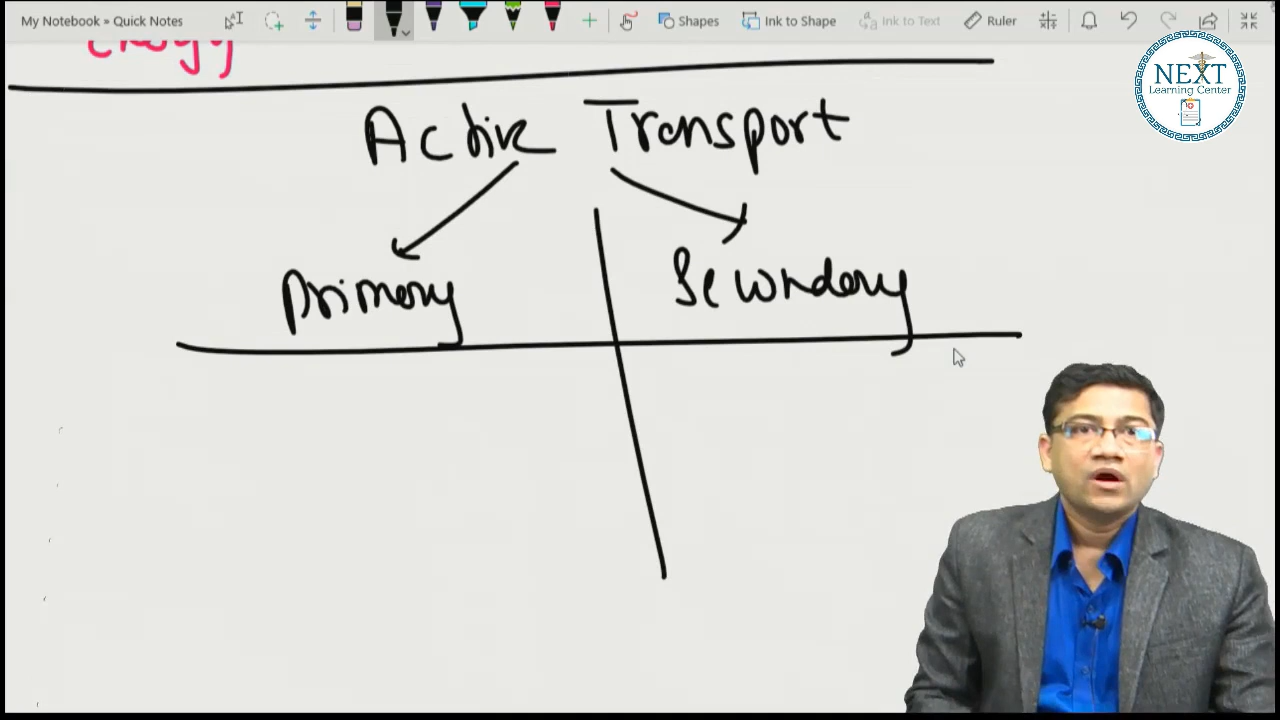 My Notebook » Quick Notes
Shapes
Ink to Shape
Ink to Text
Ruler
NEXT
Learning Center
Active Transport
Primary
Secondary